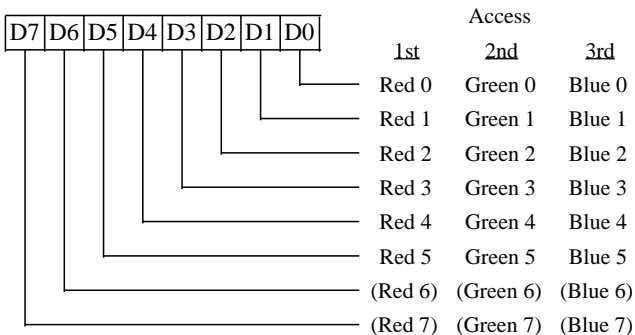 Access
D7 D6 D5 D4 D3 D2 D1 D0
1st 2nd 3rd
Red 0 Green 0 Blue 0
Red 1 Green 1 Blue 1
Red 2 Green 2 Blue 2
Red 3 Green 3 Blue 3
Red 4 Green 4 Blue 4
Red 5 Green 5 Blue 5
(Red 6) (Green 6) (Blue 6)
(Red 7) (Green 7) (Blue 7)